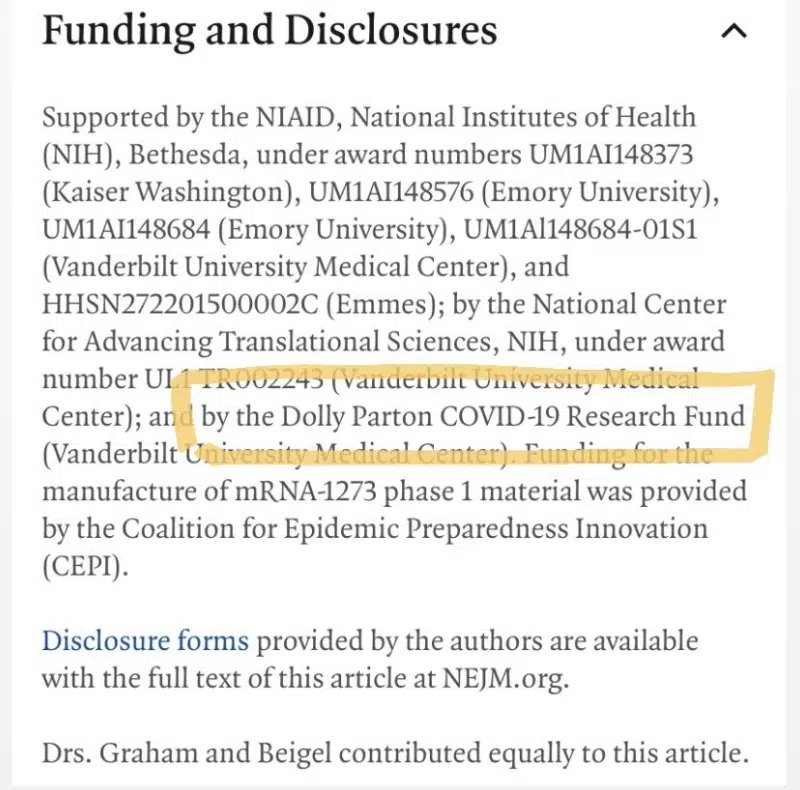 Funding and Disclosures
Supported by the NIAID, National Institutes of Health
(NIH), Bethesda, under award numbers UM1AI148373
(Kaiser Washington), UM1AI148576 (Emory University),
UM1AI148684 (Emory University), UM1Al148684-01S1
(Vanderbilt University Medical Center), and
HHSN272201500002C (Emmes); by the National Center
for Advancing Translational Sciences, NIH, under award
number UL1 TR002243 (Vanderbilt University Medical
Center); and by the Dolly Parton COVID-19 Research Fund
(Vanderbilt University Medical Center). Funding for the
manufacture of mRNA-1273 phase 1 material was provided
by the Coalition for Epidemic Preparedness Innovation
(CEPI).
Disclosure forms provided by the authors are available
with the full text of this article at NEJM.org.
Drs. Graham and Beigel contributed equally to this article.